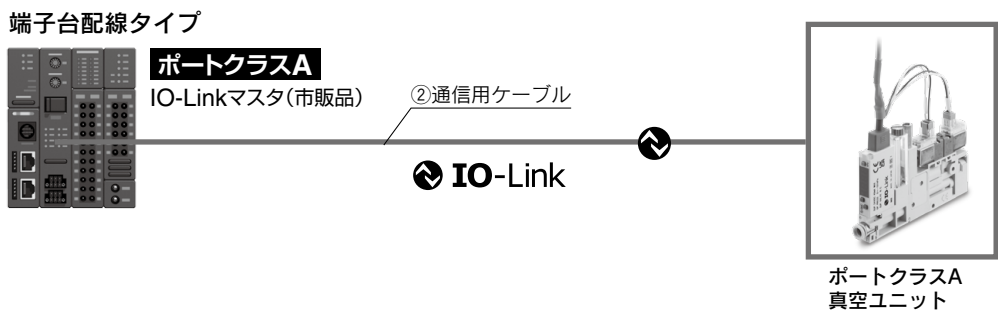 端子台配線タイプ
ポートクラスA
IO-Linkマスタ(市販品)
②通信用ケーブル
IO-Link
IO-Link
ポートクラスA
真空ユニット